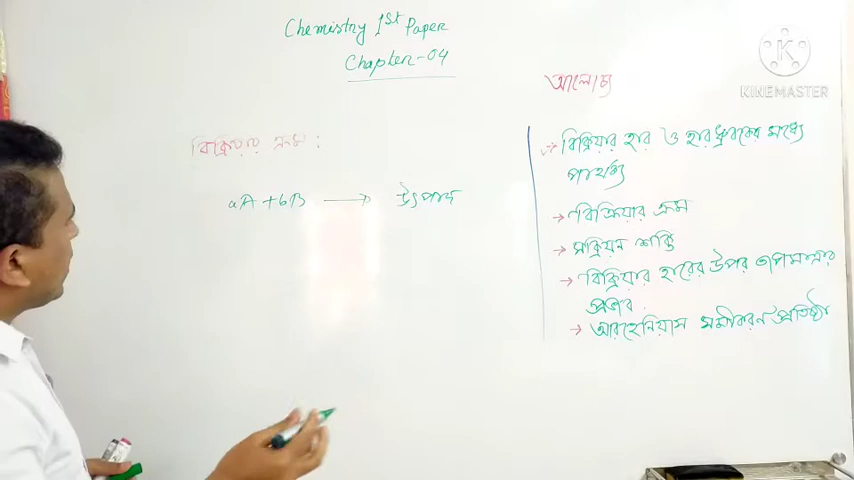 Chemistry 1st Paper
Chapter-04
বিক্রিয়ার ক্রম :
aA + bB → উৎপাদ
আলোচ্য
→ বিক্রিয়ার হার ও হার ধ্রুবকের মধ্যে
পার্থক্য
→ বিক্রিয়ার ক্রম
→ সক্রিয়ন শক্তি
→ বিক্রিয়ার হারের উপর তাপমাত্রার
প্রভাব .
→ আরহেনিয়াস সমীকরণ প্রতিষ্ঠা
K
KINEMASTER